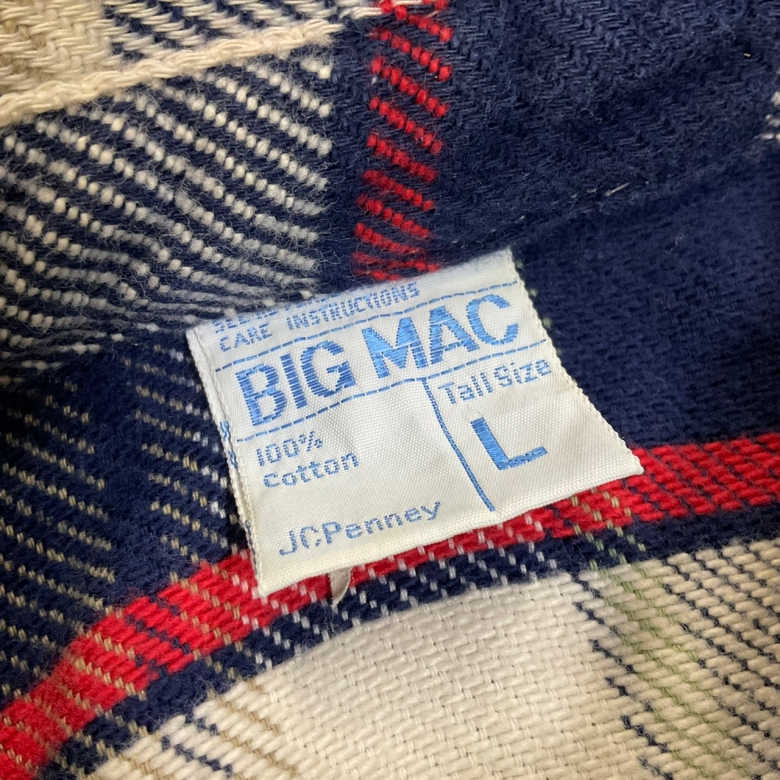 CARE INSTRUCTIONS
BIG MAC
Tall Size
L
100%
Cotton
JCPenney